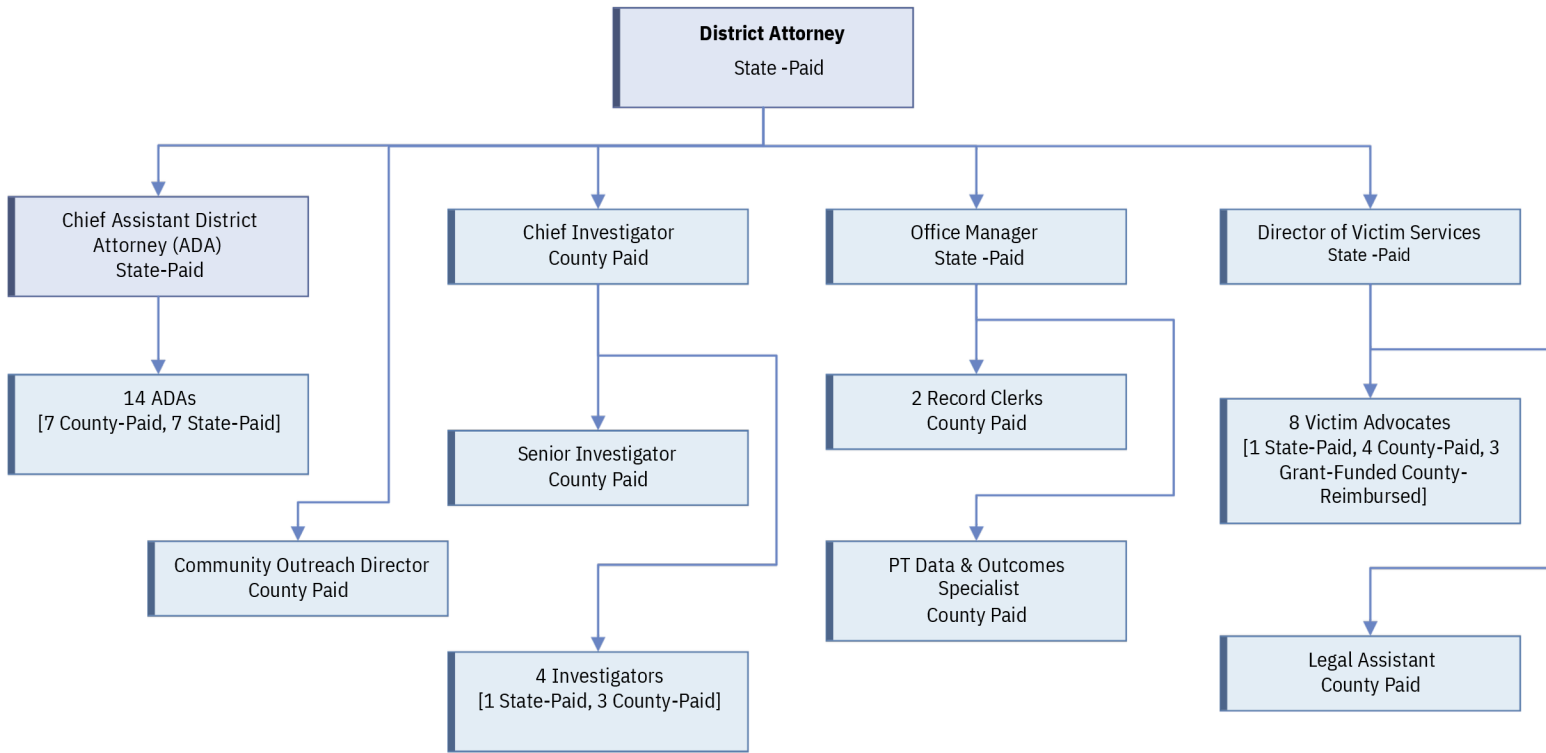 District Attorney
State -Paid
Chief Assistant District
Attorney (ADA)
State-Paid
Chief Investigator
County Paid
Office Manager
State -Paid
Director of Victim Services
State -Paid
14 ADAs
[7 County-Paid, 7 State-Paid]
2 Record Clerks
County Paid
8 Victim Advocates
[1 State-Paid, 4 County-Paid, 3
Grant-Funded County-
Reimbursed]
Senior Investigator
County Paid
Community Outreach Director
County Paid
PT Data & Outcomes
Specialist
County Paid
4 Investigators
[1 State-Paid, 3 County-Paid]
Legal Assistant
County Paid